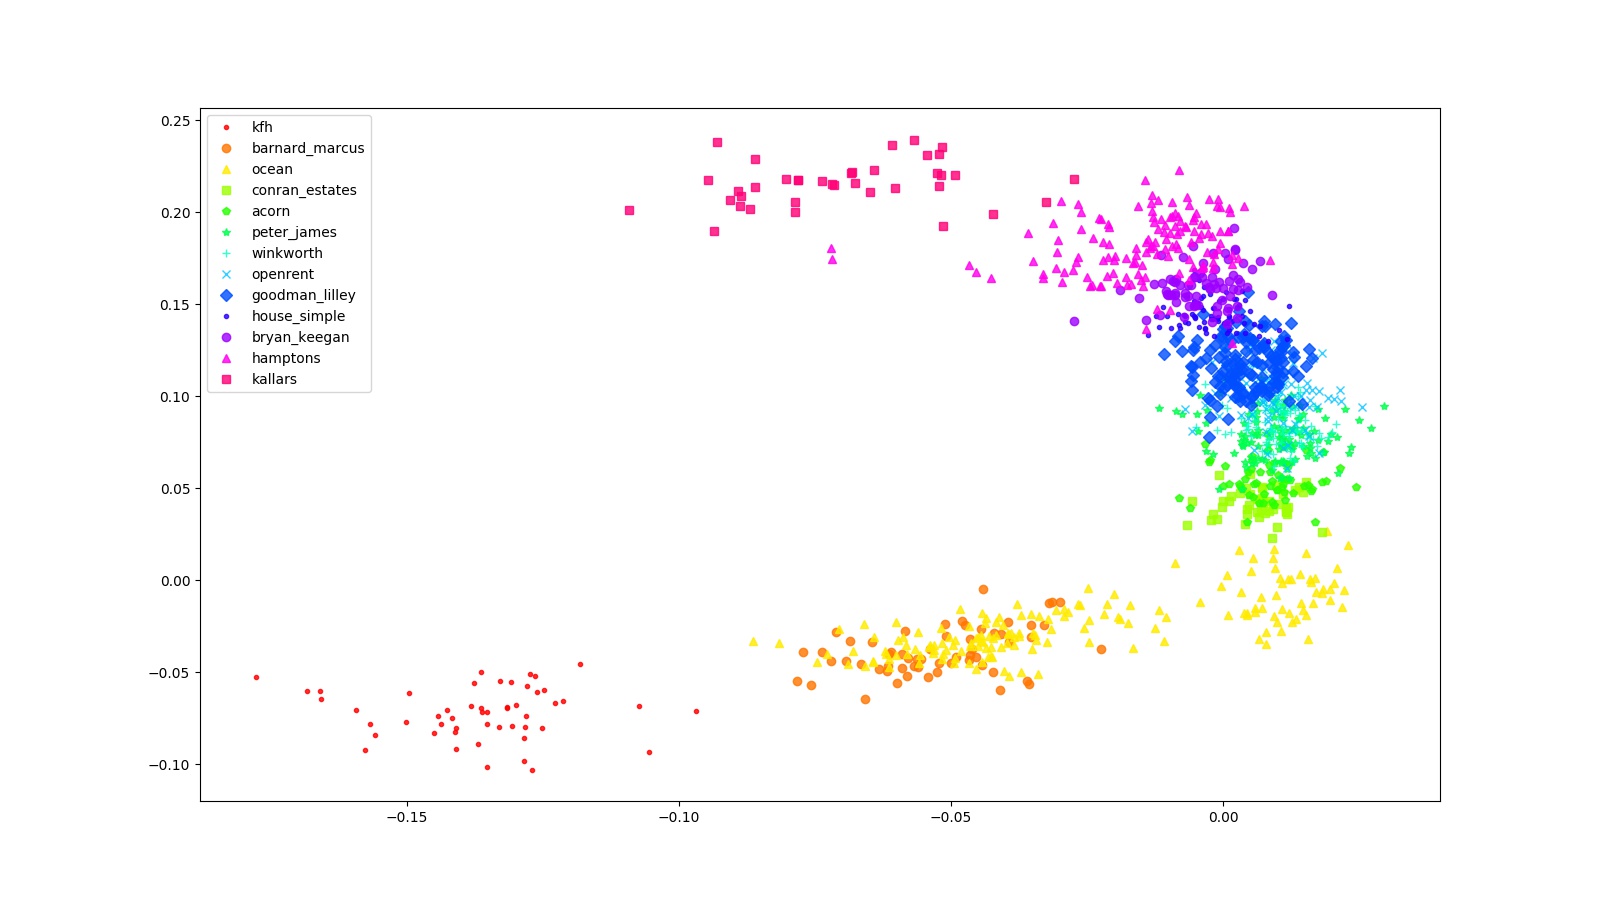 0.25
0.20
0.15
0.10
0.05
0.00
−0.05
−0.10
−0.15
−0.10
−0.05
0.00
kfh
barnard_marcus
ocean
conran_estates
acorn
peter_james
winkworth
openrent
goodman_lilley
house_simple
bryan_keegan
hamptons
kallars